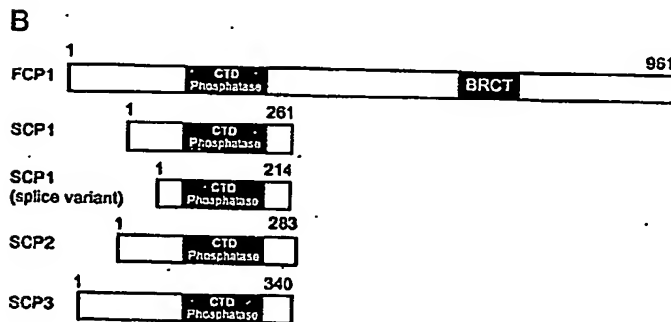 B
1 961
FCP1 CTD Phosphatase BRCT
1 261
SCP1 CTD Phosphatase
1 214
SCP1 (splice variant) CTD Phosphatase
1 283
SCP2 CTD Phosphatase
1 340
SCP3 CTD Phosphatase